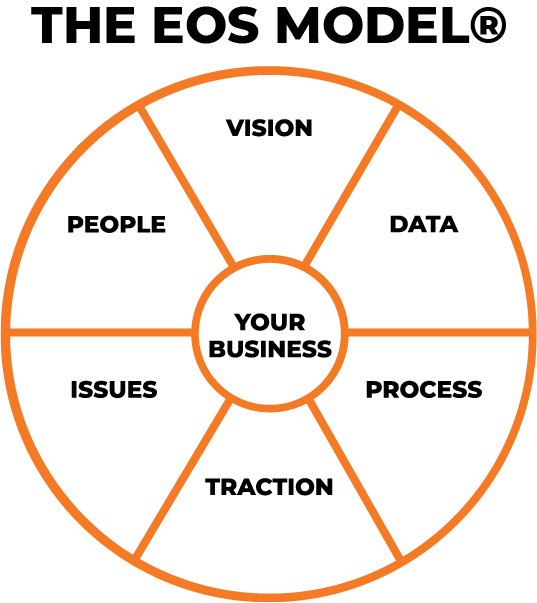 THE EOS MODEL®
VISION
PEOPLE
DATA
YOUR
BUSINESS
ISSUES
PROCESS
TRACTION